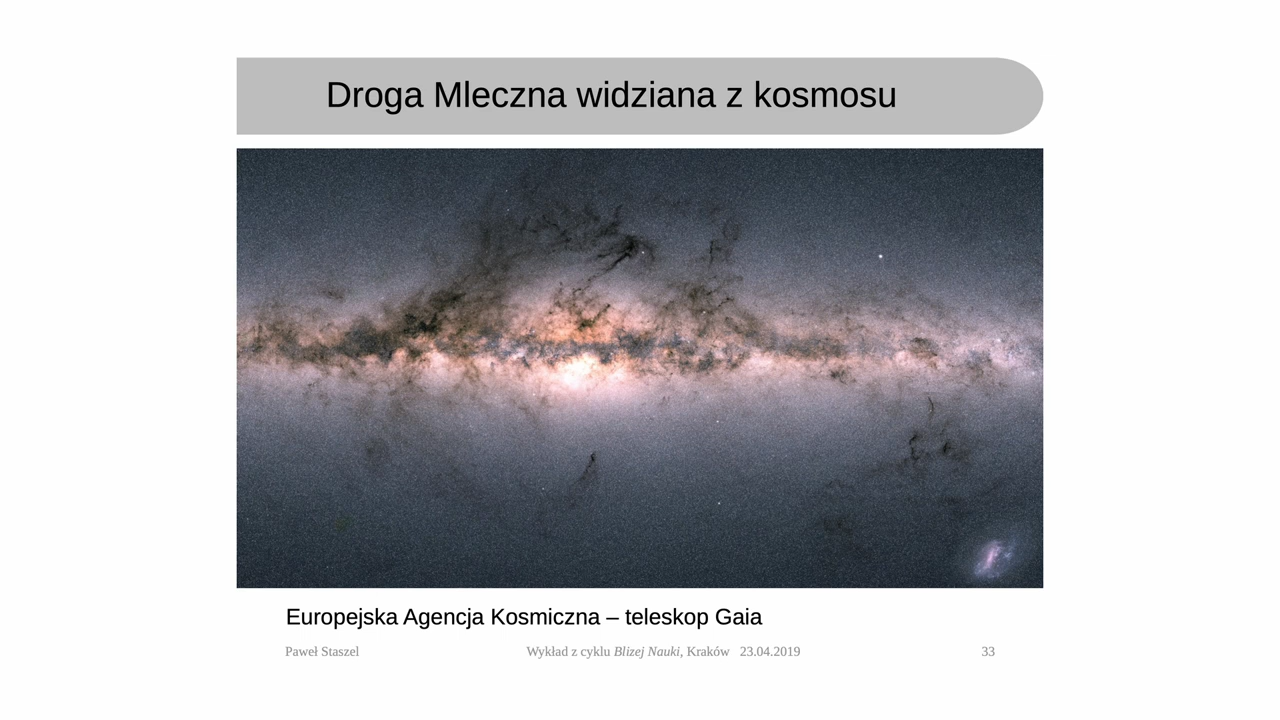 Droga Mleczna widziana z kosmosu
Europejska Agencja Kosmiczna – teleskop Gaia
Paweł Staszel Wykład z cyklu Blizej Nauki, Kraków 23.04.2019 33